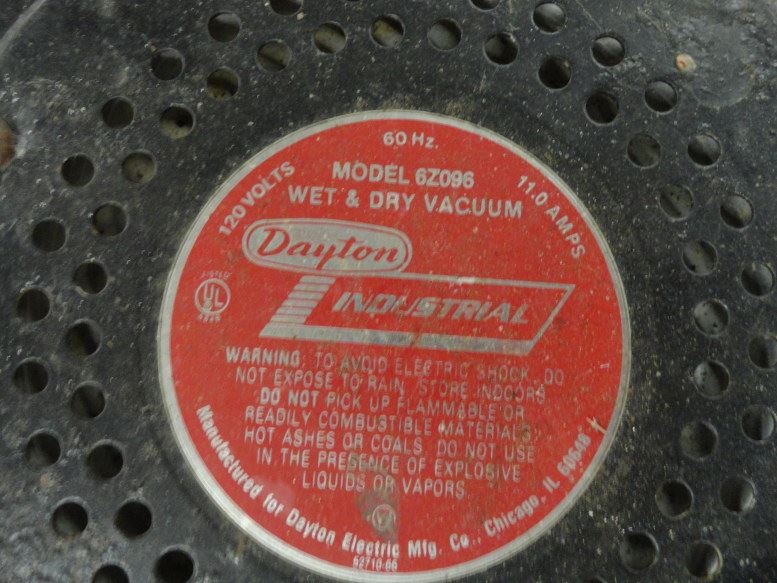 60 Hz.
120 VOLTS
11.0 AMPS
MODEL 6Z096
WET & DRY VACUUM
Dayton
INDUSTRIAL
LISTED
UL
WARNING: TO AVOID ELECTRIC SHOCK, DO
NOT EXPOSE TO RAIN. STORE INDOORS
DO NOT PICK UP FLAMMABLE OR
READILY COMBUSTIBLE MATERIALS,
HOT ASHES OR COALS. DO NOT USE
IN THE PRESENCE OF EXPLOSIVE
LIQUIDS OR VAPORS
Manufactured for Dayton Electric Mfg. Co., Chicago, IL 60648